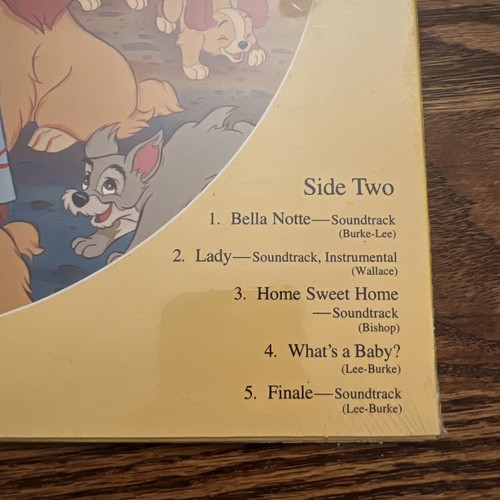 Side Two
1. Bella Notte—Soundtrack
(Burke-Lee)
2. Lady—Soundtrack, Instrumental
(Wallace)
3. Home Sweet Home
—Soundtrack
(Bishop)
4. What's a Baby?
(Lee-Burke)
5. Finale—Soundtrack
(Lee-Burke)